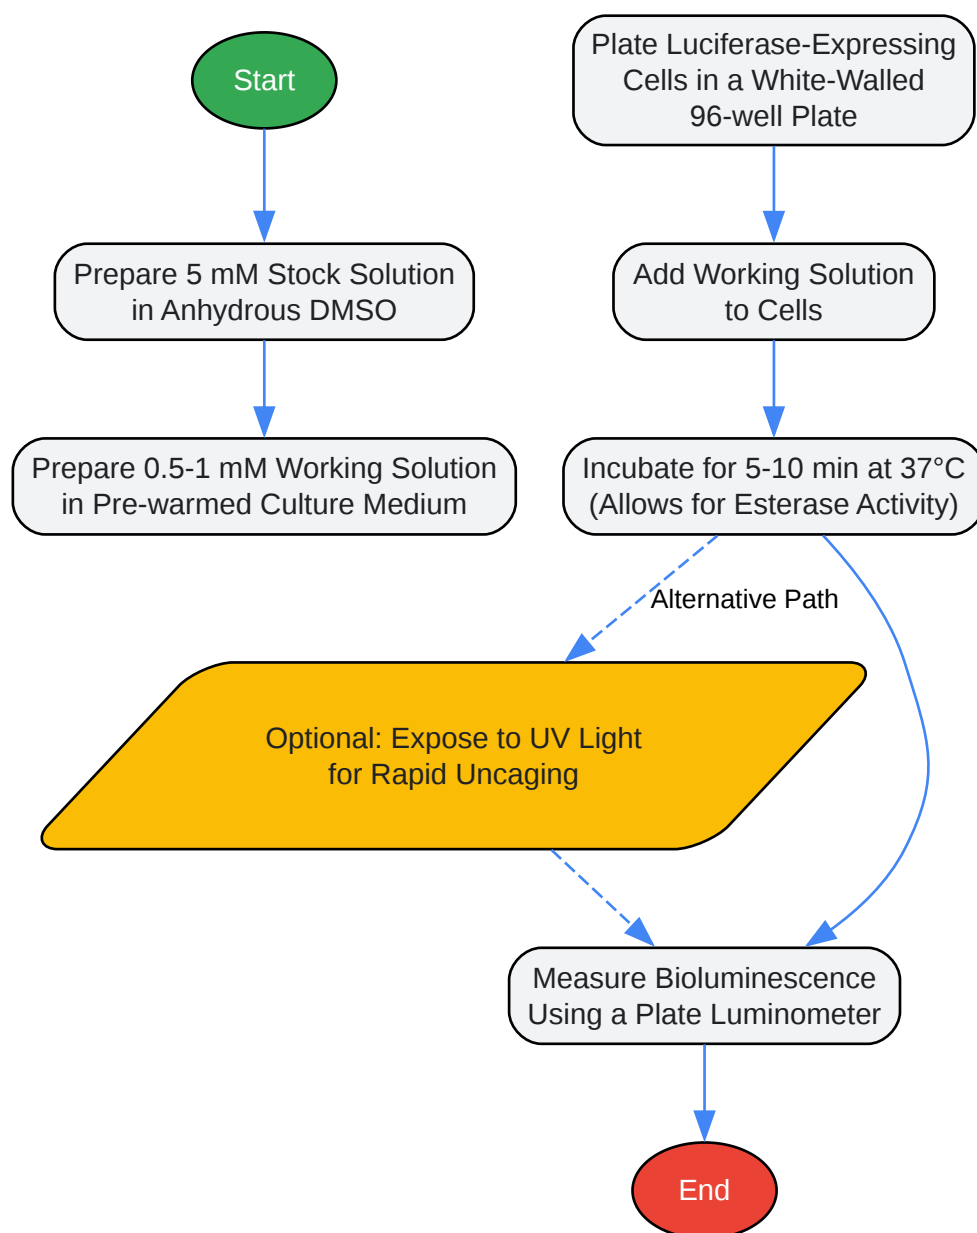 Start
Plate Luciferase-Expressing
Cells in a White-Walled
96-well Plate
Prepare 5 mM Stock Solution
in Anhydrous DMSO
Add Working Solution
to Cells
Prepare 0.5-1 mM Working Solution
in Pre-warmed Culture Medium
Incubate for 5-10 min at 37°C
(Allows for Esterase Activity)
Alternative Path
Optional: Expose to UV Light
for Rapid Uncaging
Measure Bioluminescence
Using a Plate Luminometer
End